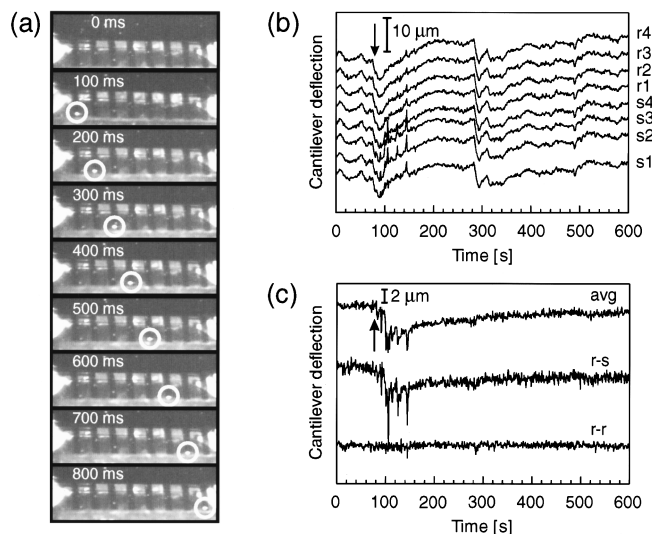 (a)
0 ms
100 ms
200 ms
300 ms
400 ms
500 ms
600 ms
700 ms
800 ms
(b)
10 μm
Cantilever deflection
r4
r3
r2
r1
s4
s3
s2
s1
0 100 200 300 400 500 600
Time [s]
(c)
2 μm
Cantilever deflection
avg
r-s
r-r
0 100 200 300 400 500 600
Time [s]